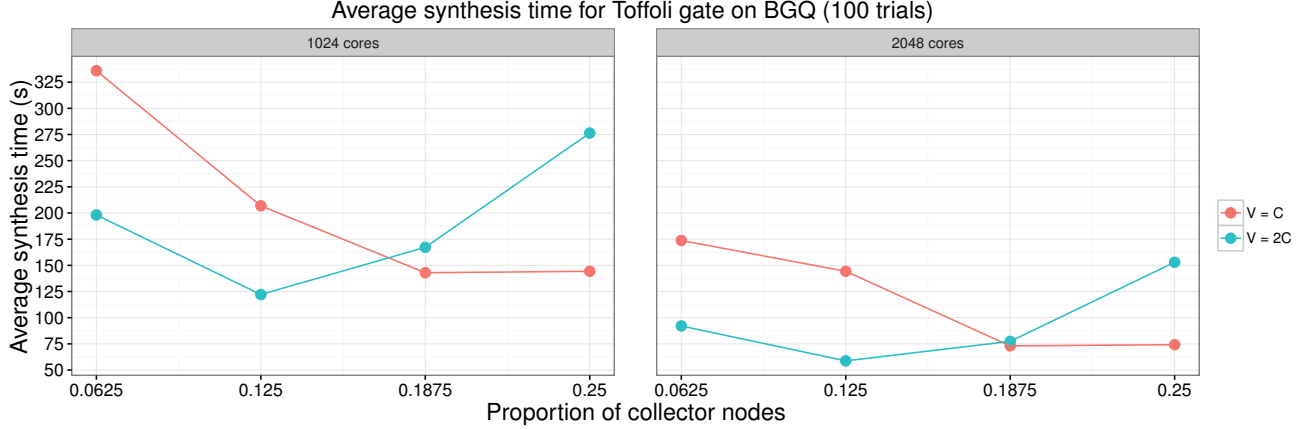 Average synthesis time for Toffoli gate on BGQ (100 trials)
1024 cores
2048 cores
Average synthesis time (s)
325
300
275
250
225
200
175
150
125
100
75
50
0.0625 0.125 0.1875 0.25
0.0625 0.125 0.1875 0.25
Proportion of collector nodes
V = C
V = 2C